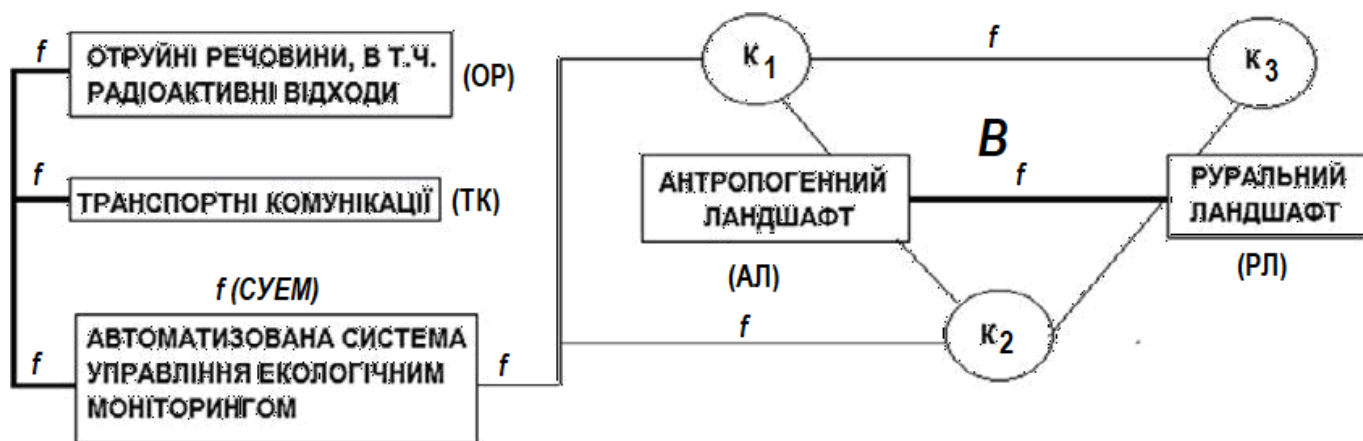 f
ОТРУЙНІ РЕЧОВИНИ, В Т.Ч.
РАДІОАКТИВНІ ВІДХОДИ
(ОР)
f
ТРАНСПОРТНІ КОМУНІКАЦІЇ
(ТК)
f (СУЕМ)
f
АВТОМАТИЗОВАНА СИСТЕМА
УПРАВЛІННЯ ЕКОЛОГІЧНИМ
МОНІТОРИНГОМ
f
К1
f
К3
В
f
АНТРОПОГЕННИЙ
ЛАНДШАФТ
(АЛ)
РУРАЛЬНИЙ
ЛАНДШАФТ
(РЛ)
f
К2